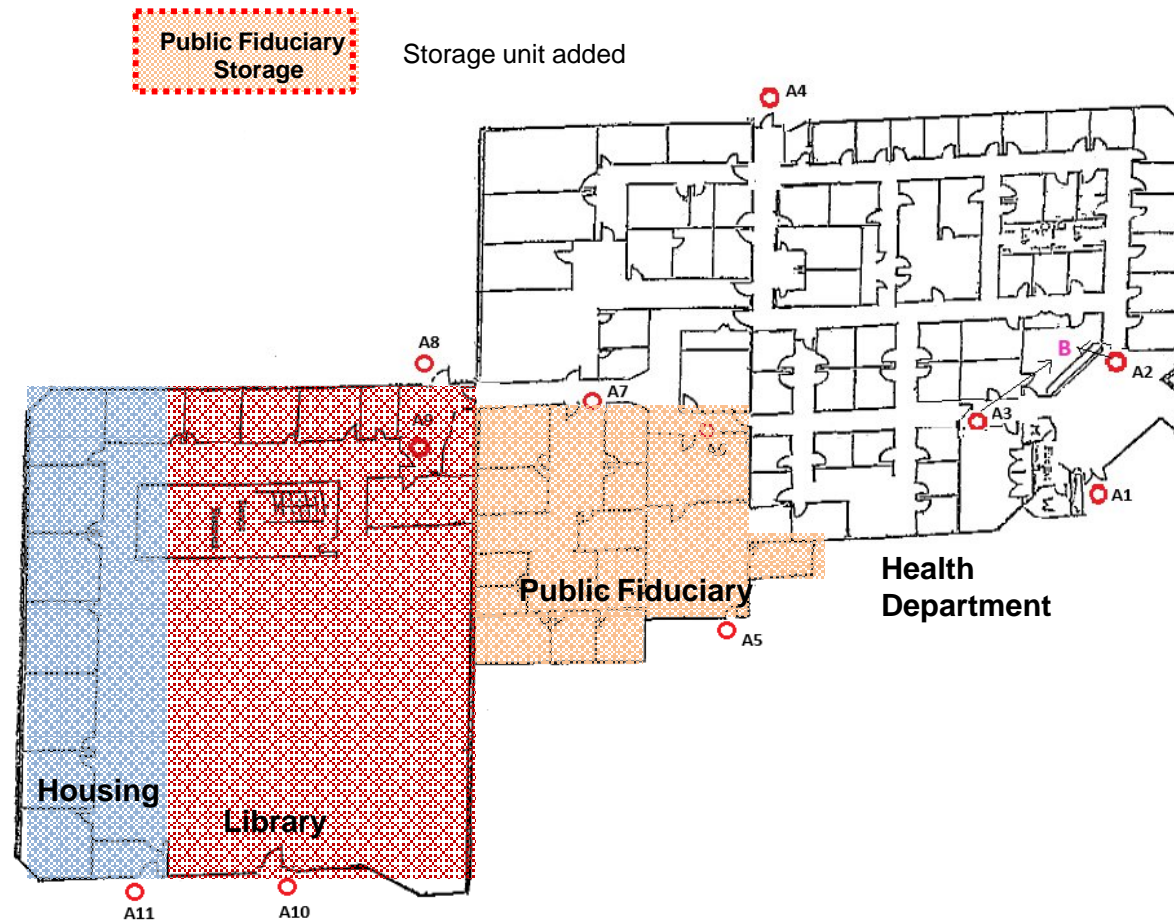 Public Fiduciary
Storage
Storage unit added
A4
A8
A7
B
A2
A9
A3
A1
Public Fiduciary
Health
Department
A5
Housing
Library
A11
A10